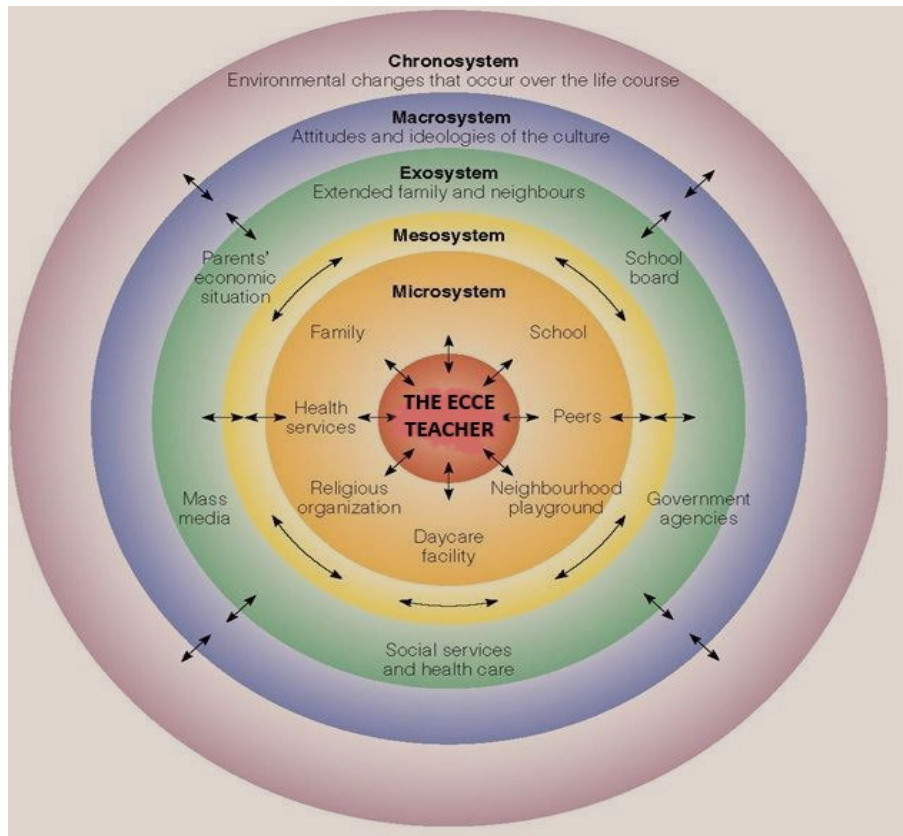 Chronosystem
Environmental changes that occur over the life course
Macrosystem
Attitudes and ideologies of the culture
Exosystem
Extended family and neighbours
Mesosystem
Parents'
economic
situation
School
board
Microsystem
Family
School
THE ECCE
TEACHER
Health
services
Peers
Religious
organization
Neighbourhood
playground
Daycare
facility
Mass
media
Government
agencies
Social services
and health care